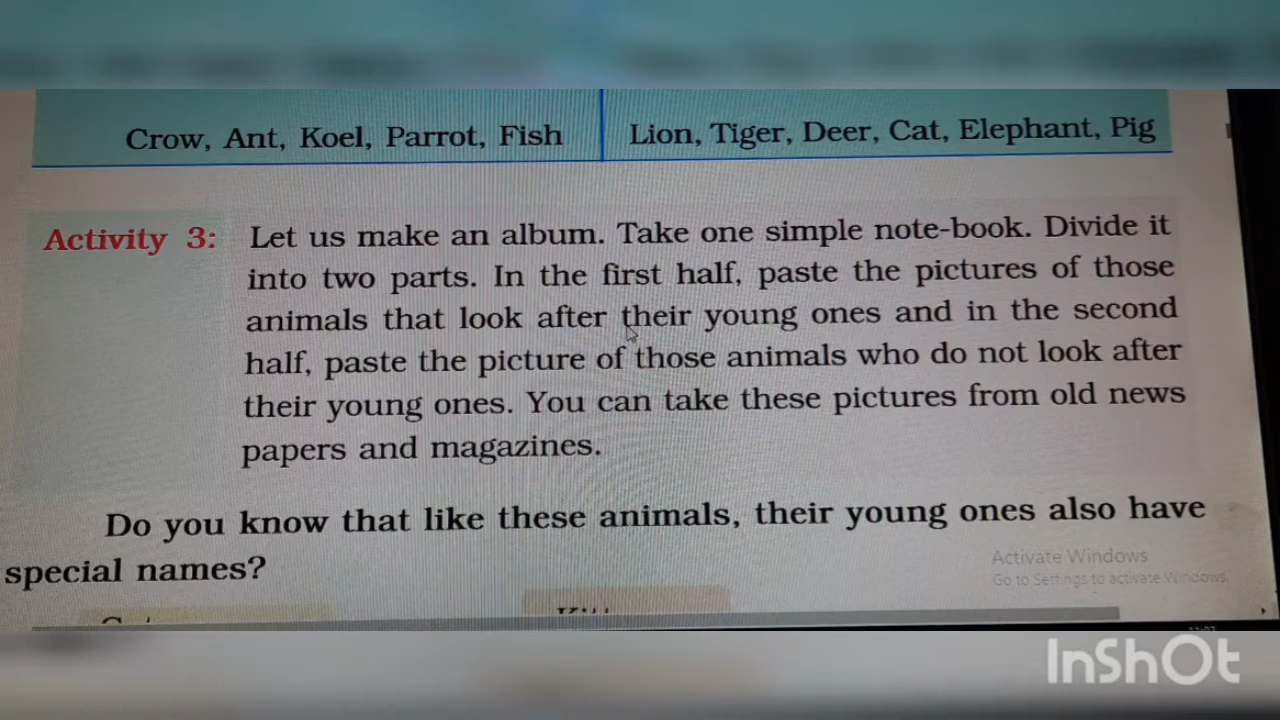 Crow, Ant, Koel, Parrot, Fish
Lion, Tiger, Deer, Cat, Elephant, Pig
Activity 3: Let us make an album. Take one simple note-book. Divide it
into two parts. In the first half, paste the pictures of those
animals that look after their young ones and in the second
half, paste the picture of those animals who do not look after
their young ones. You can take these pictures from old news
papers and magazines.
Do you know that like these animals, their young ones also have
special names?
Activate Windows
Go to Settings to activate Windows.
InShOt